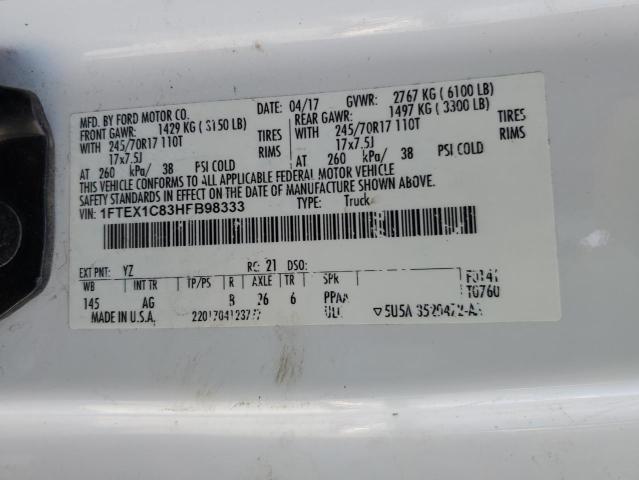 MFD. BY FORD MOTOR CO. DATE: 04/17 GVWR: 2767 KG (6100 LB)
FRONT GAWR: 1429 KG (3150 LB) REAR GAWR: 1497 KG (3300 LB)
WITH 245/70R17 110T TIRES WITH 245/70R17 110T TIRES
17x7.5J RIMS 17x7.5J RIMS
AT 260 kPa/ 38 PSI COLD AT 260 kPa/ 38 PSI COLD
THIS VEHICLE CONFORMS TO ALL APPLICABLE FEDERAL MOTOR VEHICLE
SAFETY STANDARDS IN EFFECT ON THE DATE OF MANUFACTURE SHOWN ABOVE.
VIN: 1FTEX1C83HFB98333 TYPE: Truck
EXT PNT: YZ RC: 21 DSO:
WB INT TR TP/PS R AXLE TR SPR F0141
145 AG B 26 6 PPAA T0760
MADE IN U.S.A.